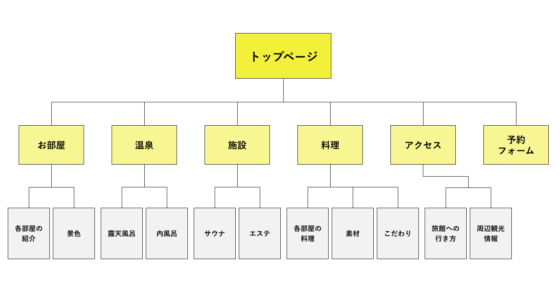 トップページ
お部屋
温泉
施設
料理
アクセス
予約
フォーム
各部屋の
紹介
景色
露天風呂
内風呂
サウナ
エステ
各部屋の
料理
素材
こだわり
旅館への
行き方
周辺観光
情報